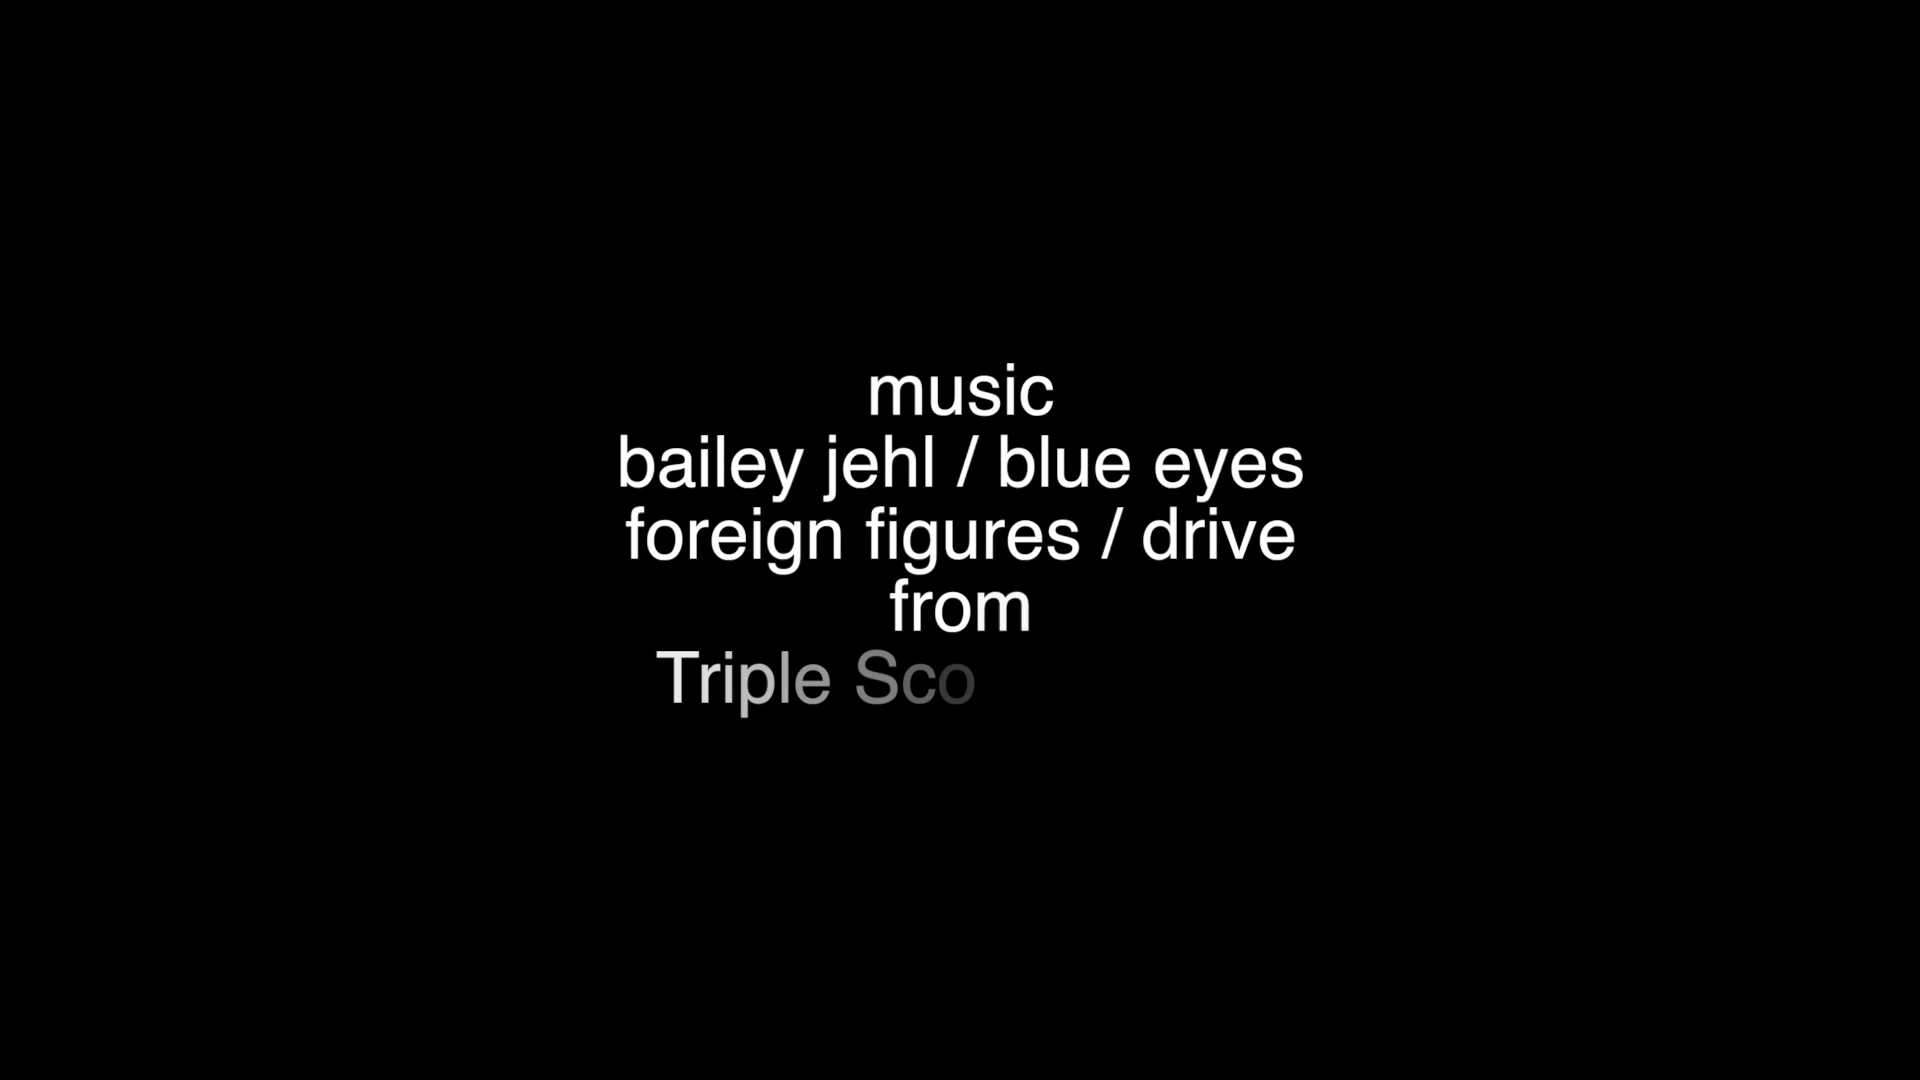 music
bailey jehl / blue eyes
foreign figures / drive
from
Triple Sco